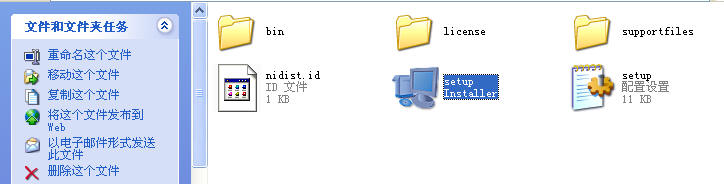 文件和文件夹任务
重命名这个文件
移动这个文件
复制这个文件
将这个文件发布到
Web
以电子邮件形式发送
此文件
删除这个文件
bin
license
supportfiles
nidist.id
ID 文件
1 KB
setup
Installer
setup
配置设置
11 KB